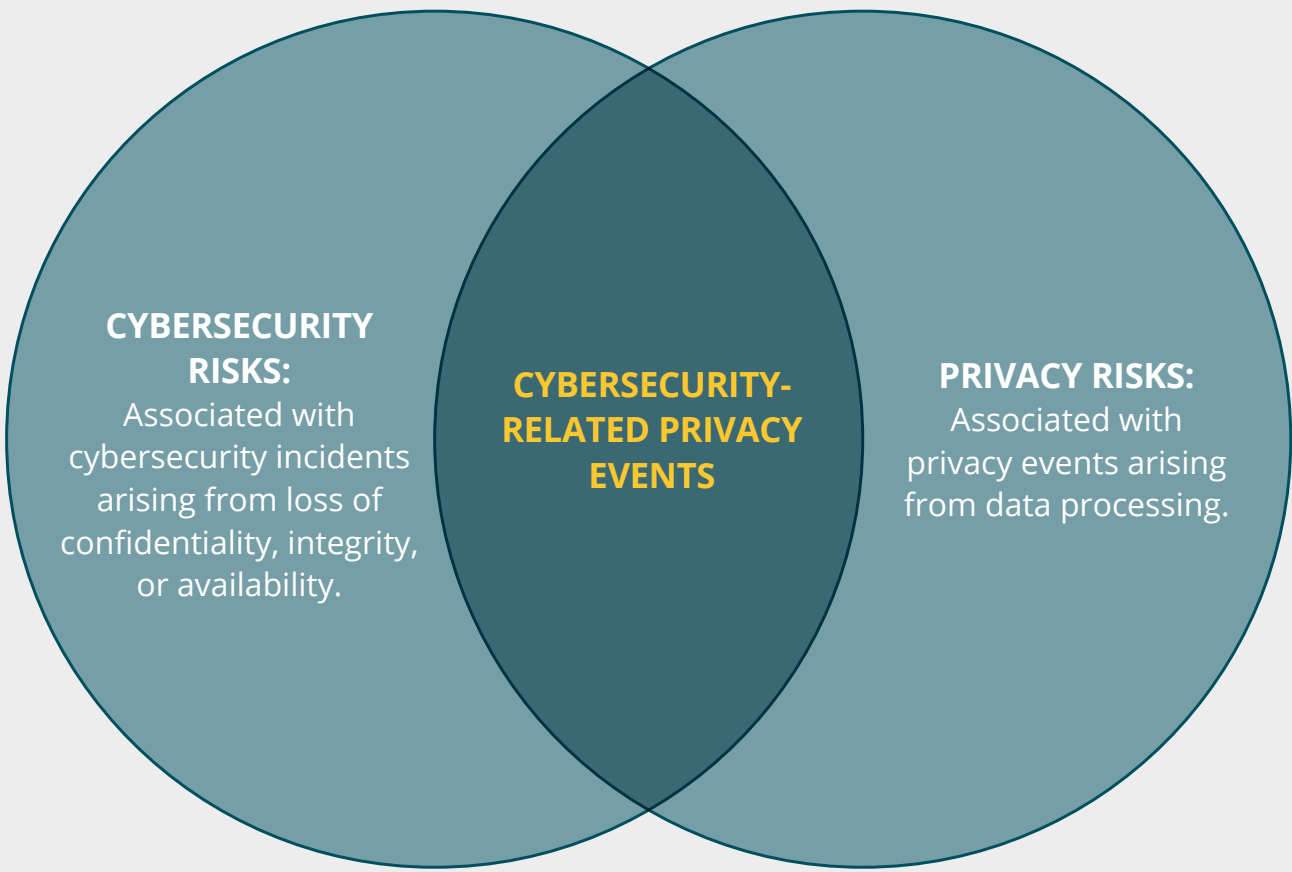 CYBERSECURITY
RISKS:
Associated with
cybersecurity incidents
arising from loss of
confidentiality, integrity,
or availability.
CYBERSECURITY-
RELATED PRIVACY
EVENTS
PRIVACY RISKS:
Associated with
privacy events arising
from data processing.